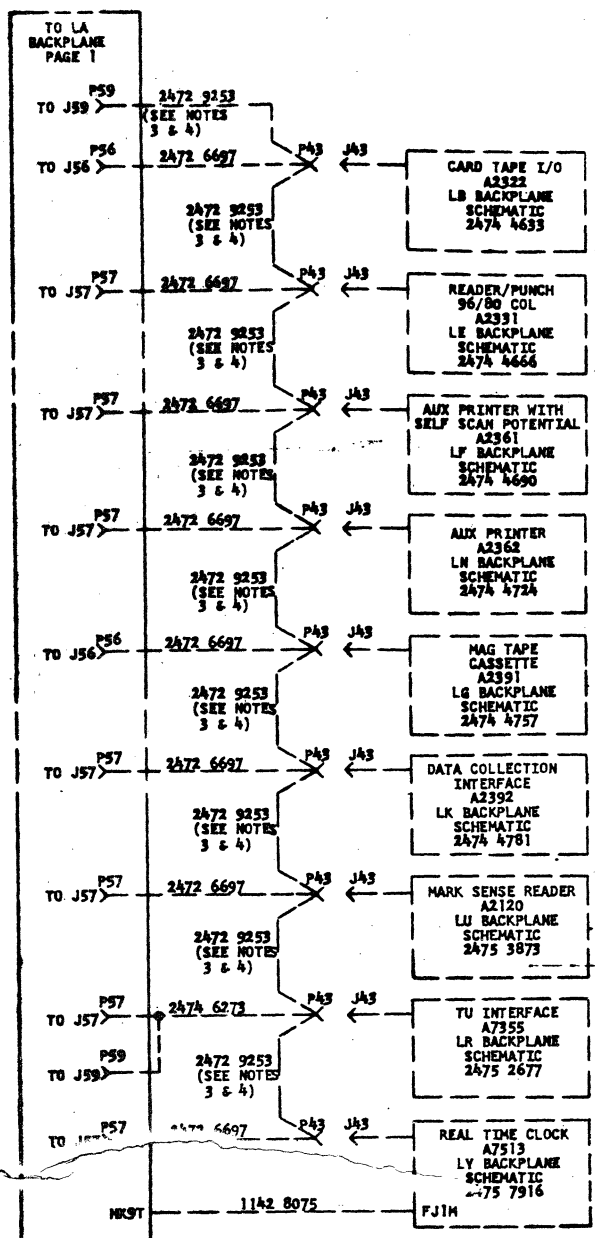 TO LA
BACKPLANE
PAGE 1
P59
TO J59
2472 9253
(SEE NOTES
3 & 4)
P56
TO J56
2472 6697
P43 J43
CARD TAPE I/O
A2322
LB BACKPLANE
SCHEMATIC
2474 4633
2472 9253
(SEE NOTES
3 & 4)
P57
TO J57
2472 6697
P43 J43
READER/PUNCH
96/80 COL
A2331
LE BACKPLANE
SCHEMATIC
2474 4666
2472 9253
(SEE NOTES
3 & 4)
P57
TO J57
2472 6697
P43 J43
AUX PRINTER WITH
SELF SCAN POTENTIAL
A2361
LF BACKPLANE
SCHEMATIC
2474 4690
2472 9253
(SEE NOTES
3 & 4)
P57
TO J57
2472 6697
P43 J43
AUX PRINTER
A2362
LN BACKPLANE
SCHEMATIC
2474 4724
2472 9253
(SEE NOTES
3 & 4)
P56
TO J56
2472 6697
P43 J43
MAG TAPE
CASSETTE
A2391
LG BACKPLANE
SCHEMATIC
2474 4757
2472 9253
(SEE NOTES
3 & 4)
P57
TO J57
2472 6697
P43 J43
DATA COLLECTION
INTERFACE
A2392
LK BACKPLANE
SCHEMATIC
2474 4781
2472 9253
(SEE NOTES
3 & 4)
P57
TO J57
2472 6697
P43 J43
MARK SENSE READER
A2120
LU BACKPLANE
SCHEMATIC
2475 3873
2472 9253
(SEE NOTES
3 & 4)
P57
TO J57
2474 6273
P43 J43
TU INTERFACE
A7355
LR BACKPLANE
SCHEMATIC
2475 2677
P59
TO J59
2472 9253
(SEE NOTES
3 & 4)
P57
TO
2472 6697
P43 J43
REAL TIME CLOCK
A7513
LY BACKPLANE
SCHEMATIC
2475 7916
MK9T
1142 8075
FJ1M